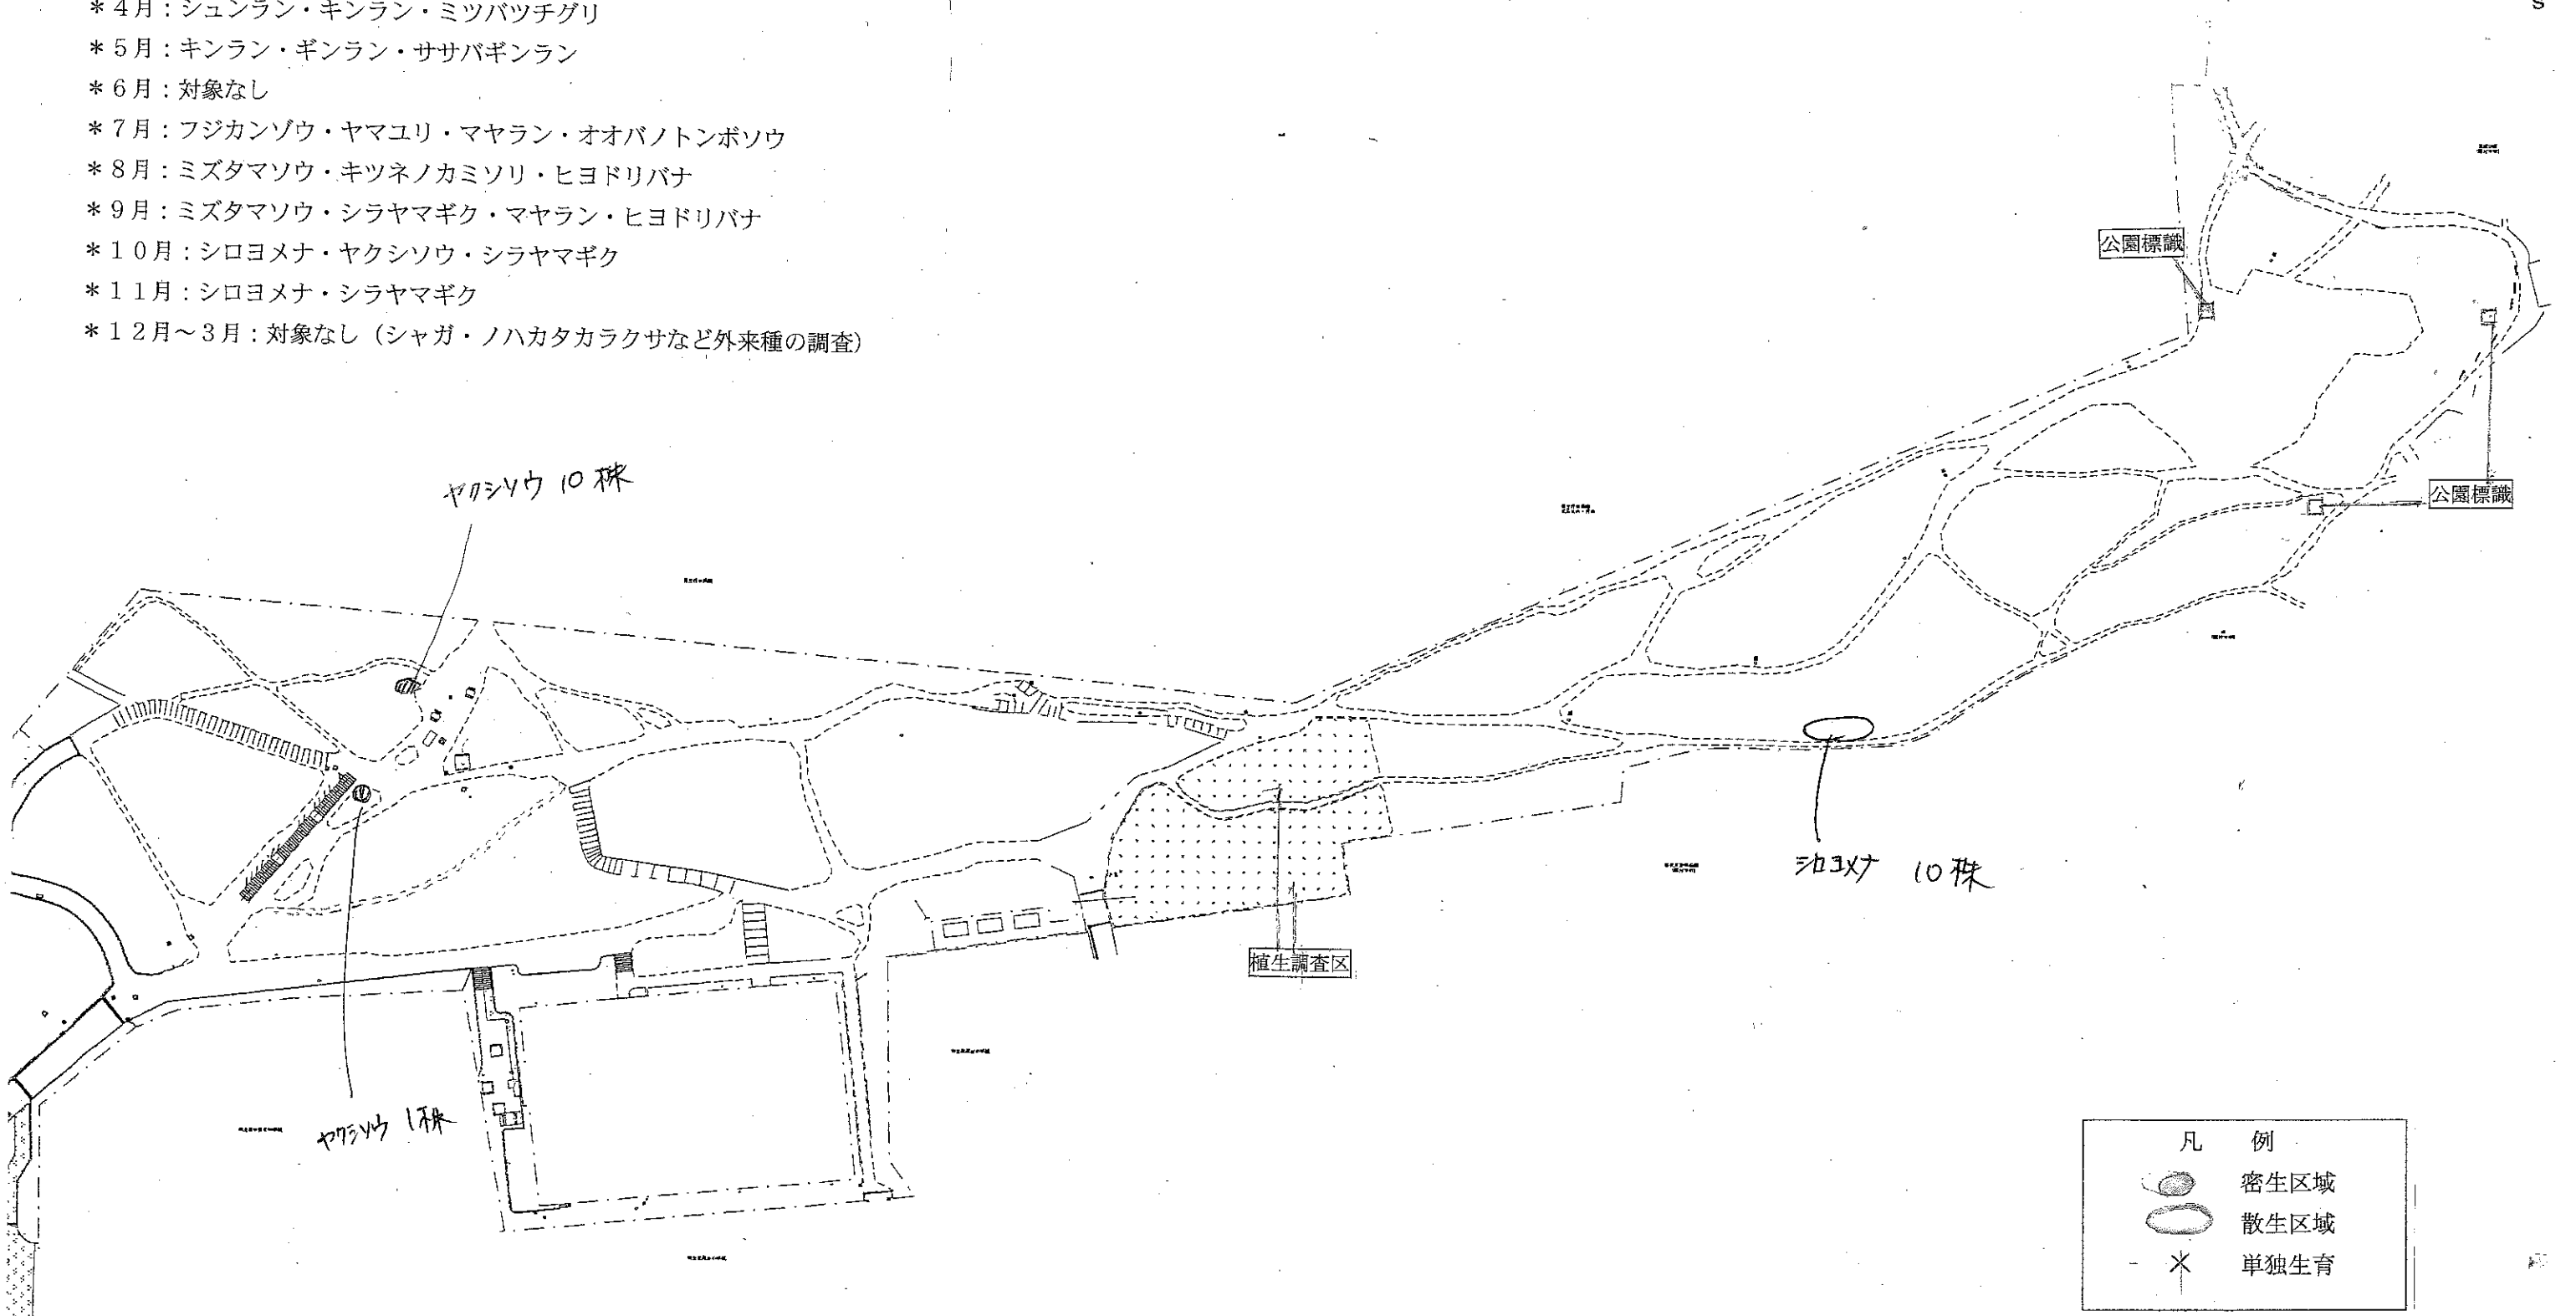 ＊４月：シュンラン・キンラン・ミツバツチグリ
＊５月：キンラン・ギンラン・ササバギンラン
＊６月：対象なし
＊７月：フジカンゾウ・ヤマユリ・マヤラン・オオバノトンボソウ
＊８月：ミズタマソウ・キツネノカミソリ・ヒヨドリバナ
＊９月：ミズタマソウ・シラヤマギク・マヤラン・ヒヨドリバナ
＊１０月：シロヨメナ・ヤクシソウ・シラヤマギク
＊１１月：シロヨメナ・シラヤマギク
＊１２月～３月：対象なし（シャガ・ノハカタカラクサなど外来種の調査）
公園標識
ヤクシソウ 10株
公園標識
シロヨメナ 10株
植生調査区
ヤクシソウ 1株
凡 例
密生区域
散生区域
単独生育